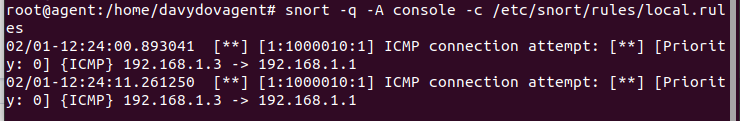 root@agent:/home/davydovagent# snort -q -A console -c /etc/snort/rules/local.rul
es
02/01-12:24:00.893041  [**] [1:1000010:1] ICMP connection attempt: [**] [Priorit
y: 0] {ICMP} 192.168.1.3 -> 192.168.1.1
02/01-12:24:11.261250  [**] [1:1000010:1] ICMP connection attempt: [**] [Priorit
y: 0] {ICMP} 192.168.1.3 -> 192.168.1.1